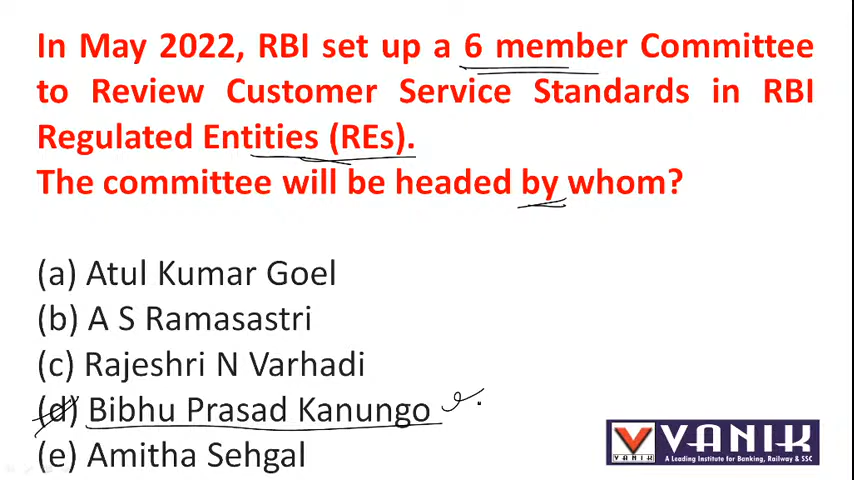 In May 2022, RBI set up a 6 member Committee
to Review Customer Service Standards in RBI
Regulated Entities (REs).
The committee will be headed by whom?
(a) Atul Kumar Goel
(b) A S Ramasastri
(c) Rajeshri N Varhadi
(d) Bibhu Prasad Kanungo
(e) Amitha Sehgal
VANIK
VANIK
A Leading Institute for Banking, Railway & SSC